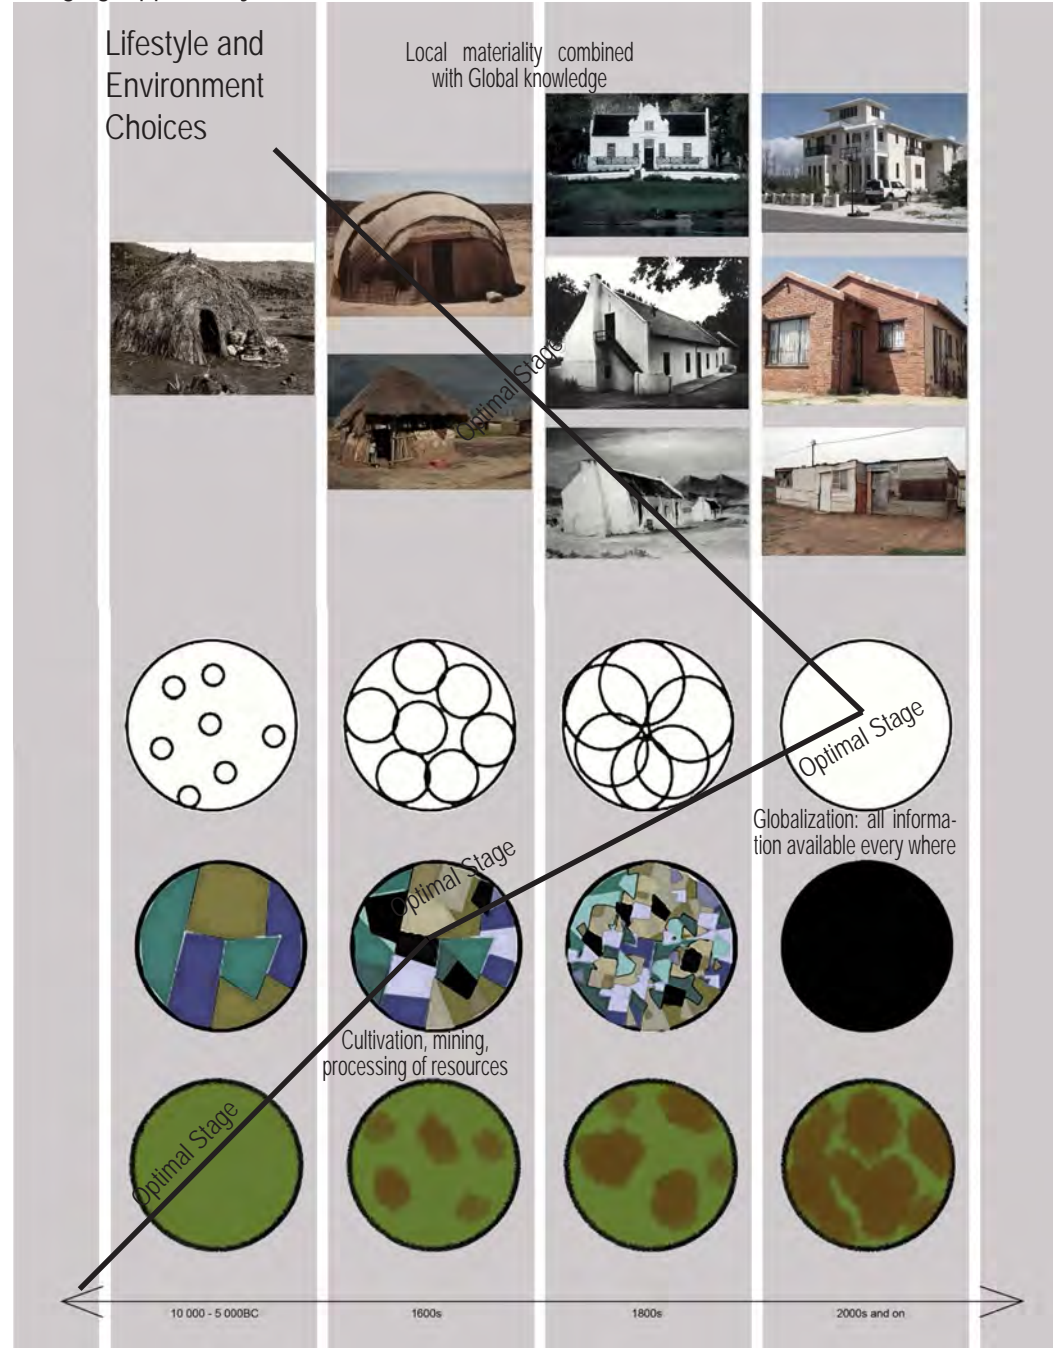 Lifestyle and
Environment
Choices
Local materiality combined
with Global knowledge
Optimal Stage
Optimal Stage
Globalization: all informa-
tion available every where
Optimal Stage
Cultivation, mining,
processing of resources
Optimal Stage
10 000 - 5 000BC
1600s
1800s
2000s and on